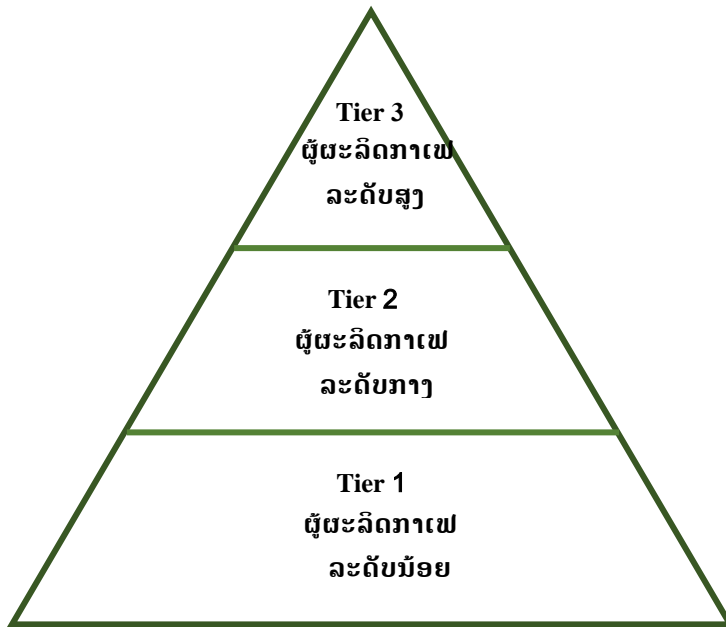 Tier 3
ຜູ້ຜະລິດກາເຟ
ລະດັບສູງ
Tier 2
ຜູ້ຜະລິດກາເຟ
ລະດັບກາງ
Tier 1
ຜູ້ຜະລິດກາເຟ
ລະດັບນ້ອຍ